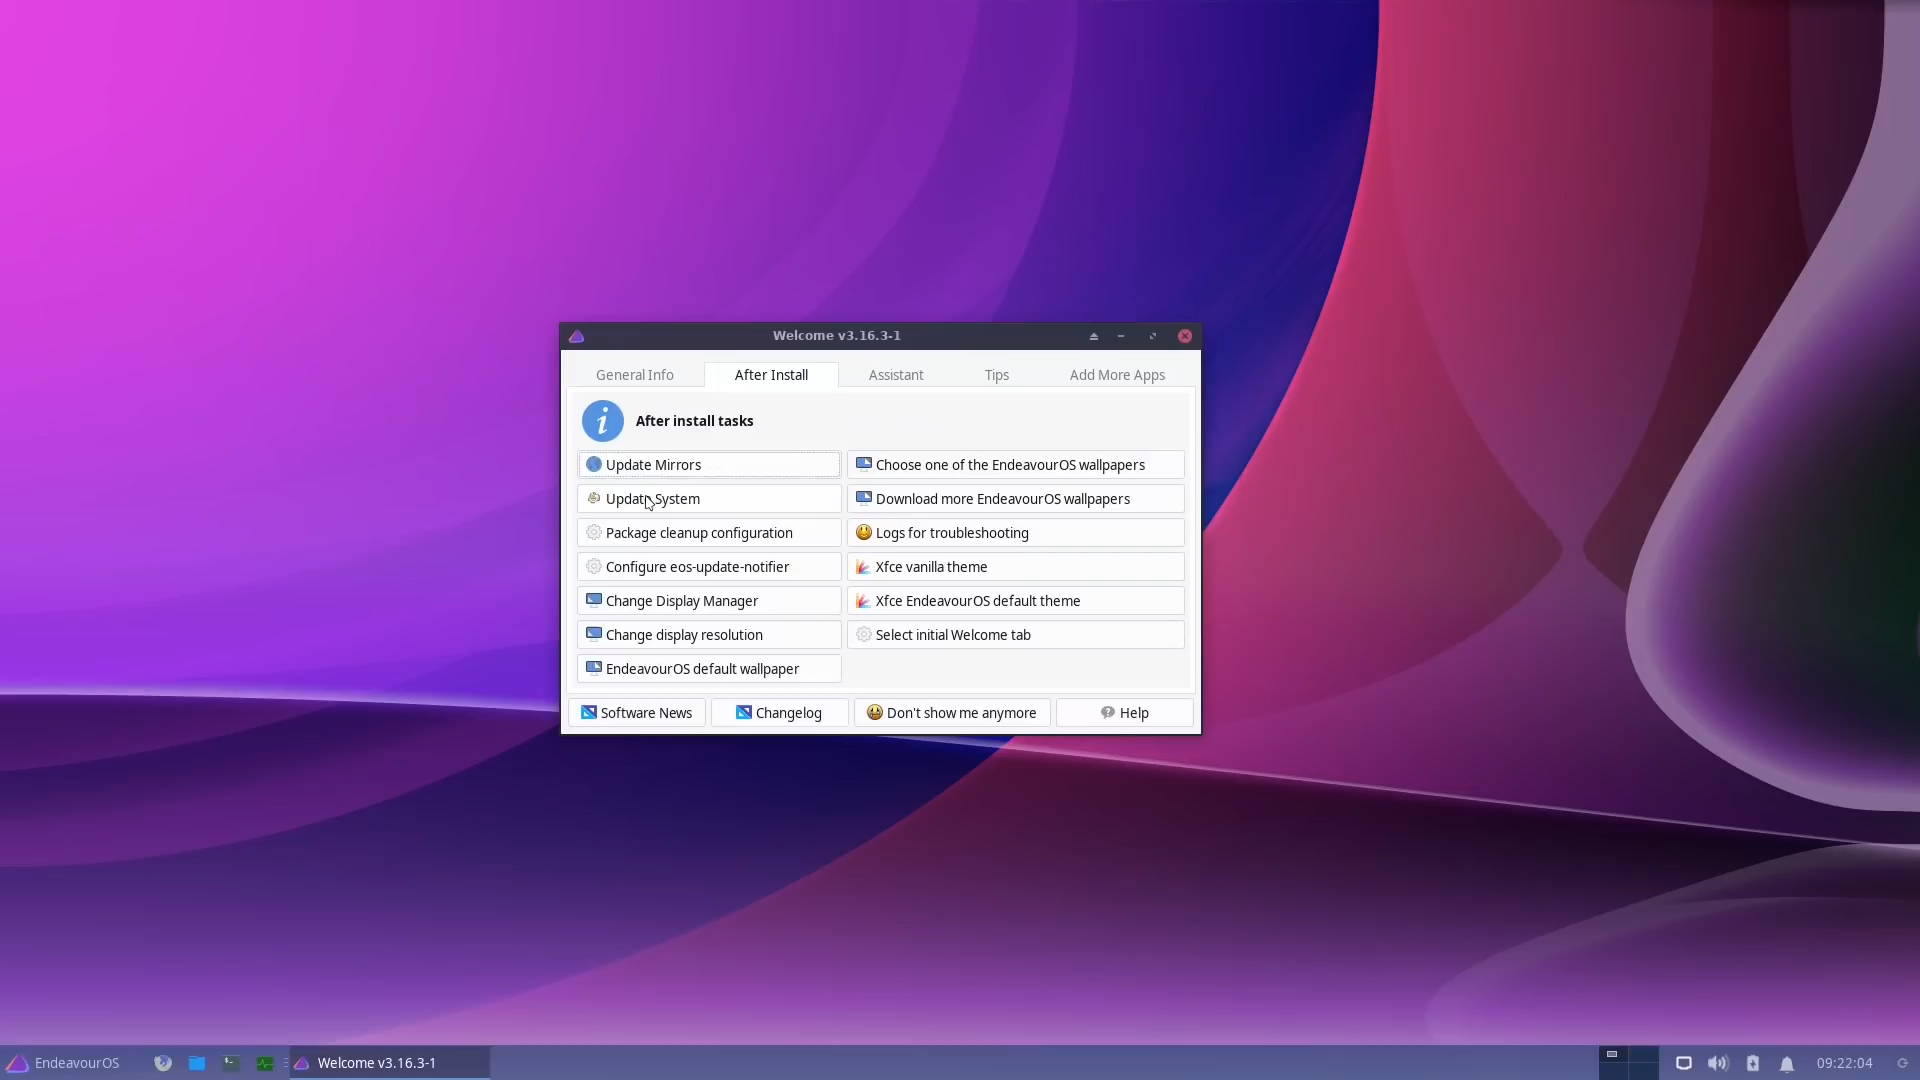 Welcome v3.16.3-1
General Info After Install Assistant Tips Add More Apps
After install tasks
Update Mirrors
Choose one of the EndeavourOS wallpapers
Update System
Download more EndeavourOS wallpapers
Package cleanup configuration
Logs for troubleshooting
Configure eos-update-notifier
Xfce vanilla theme
Change Display Manager
Xfce EndeavourOS default theme
Change display resolution
Select initial Welcome tab
EndeavourOS default wallpaper
Software News Changelog Don't show me anymore Help
EndeavourOS Welcome v3.16.3-1 09:22:04